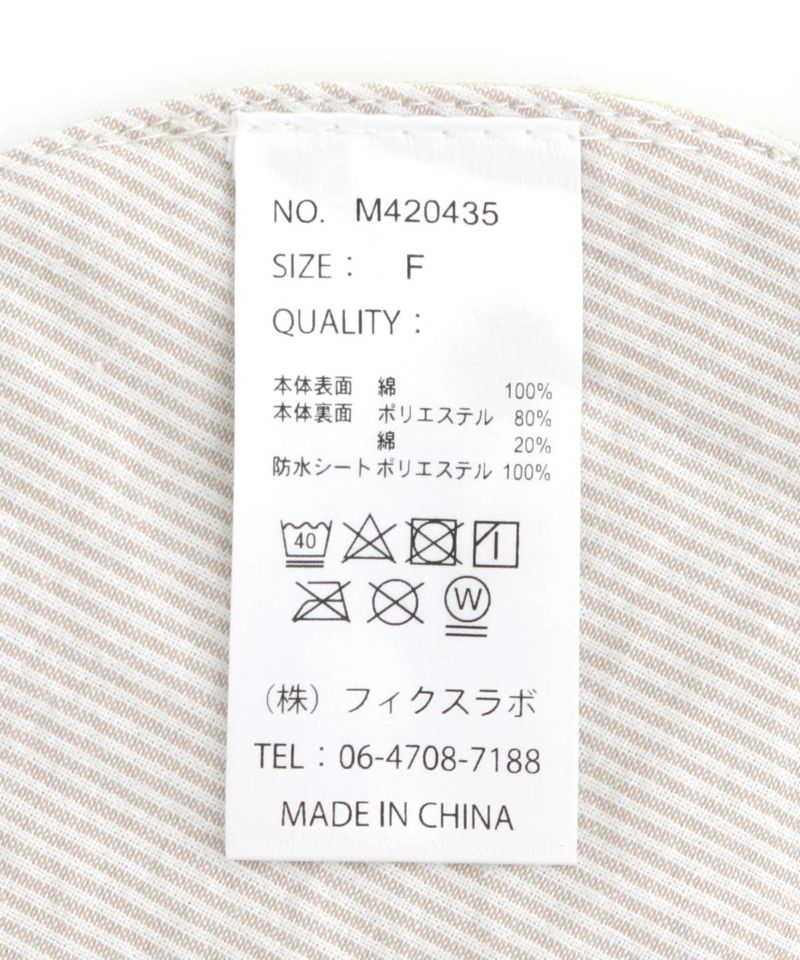 NO. M420435
SIZE： F
QUALITY：
本体表面 綿 100%
本体裏面 ポリエステル 80%
綿 20%
防水シート ポリエステル 100%
40
W
（株）フィクスラボ
TEL：06-4708-7188
MADE IN CHINA